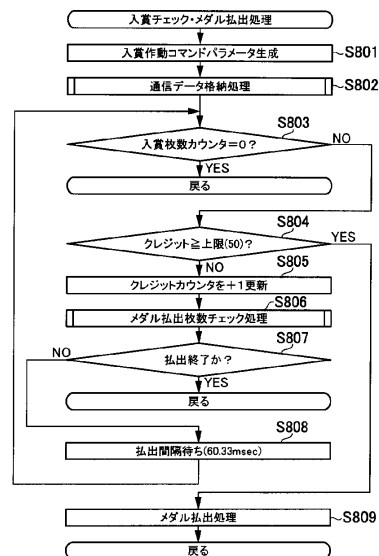 入賞チェック・メダル払出処理
入賞作動コマンドパラメータ生成 S801
通信データ格納処理 S802
S803
入賞枚数カウンタ=0? NO
YES
戻る
S804
クレジット≧上限(50)? YES
NO S805
クレジットカウンタを+1更新
S806
メダル払出枚数チェック処理
S807
NO 払出終了か?
YES
戻る
S808
払出間隔待ち(60.33msec)
メダル払出処理 S809
戻る